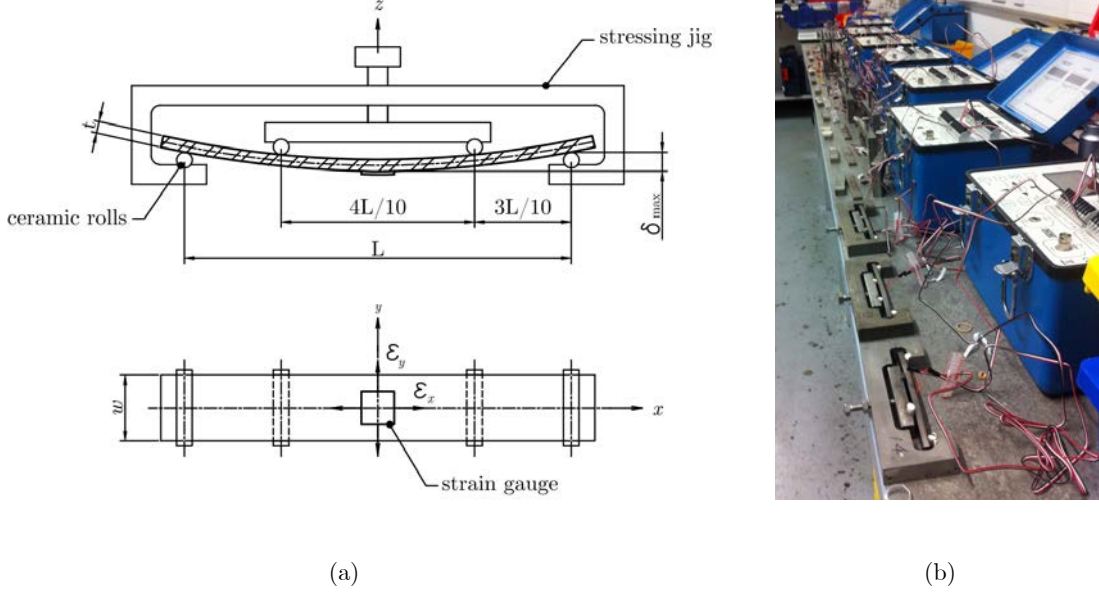 z
stressing jig
t
ceramic rolls
4L/10
3L/10
δmax
L
y
εy
εx
w
x
strain gauge
(a)
(b)